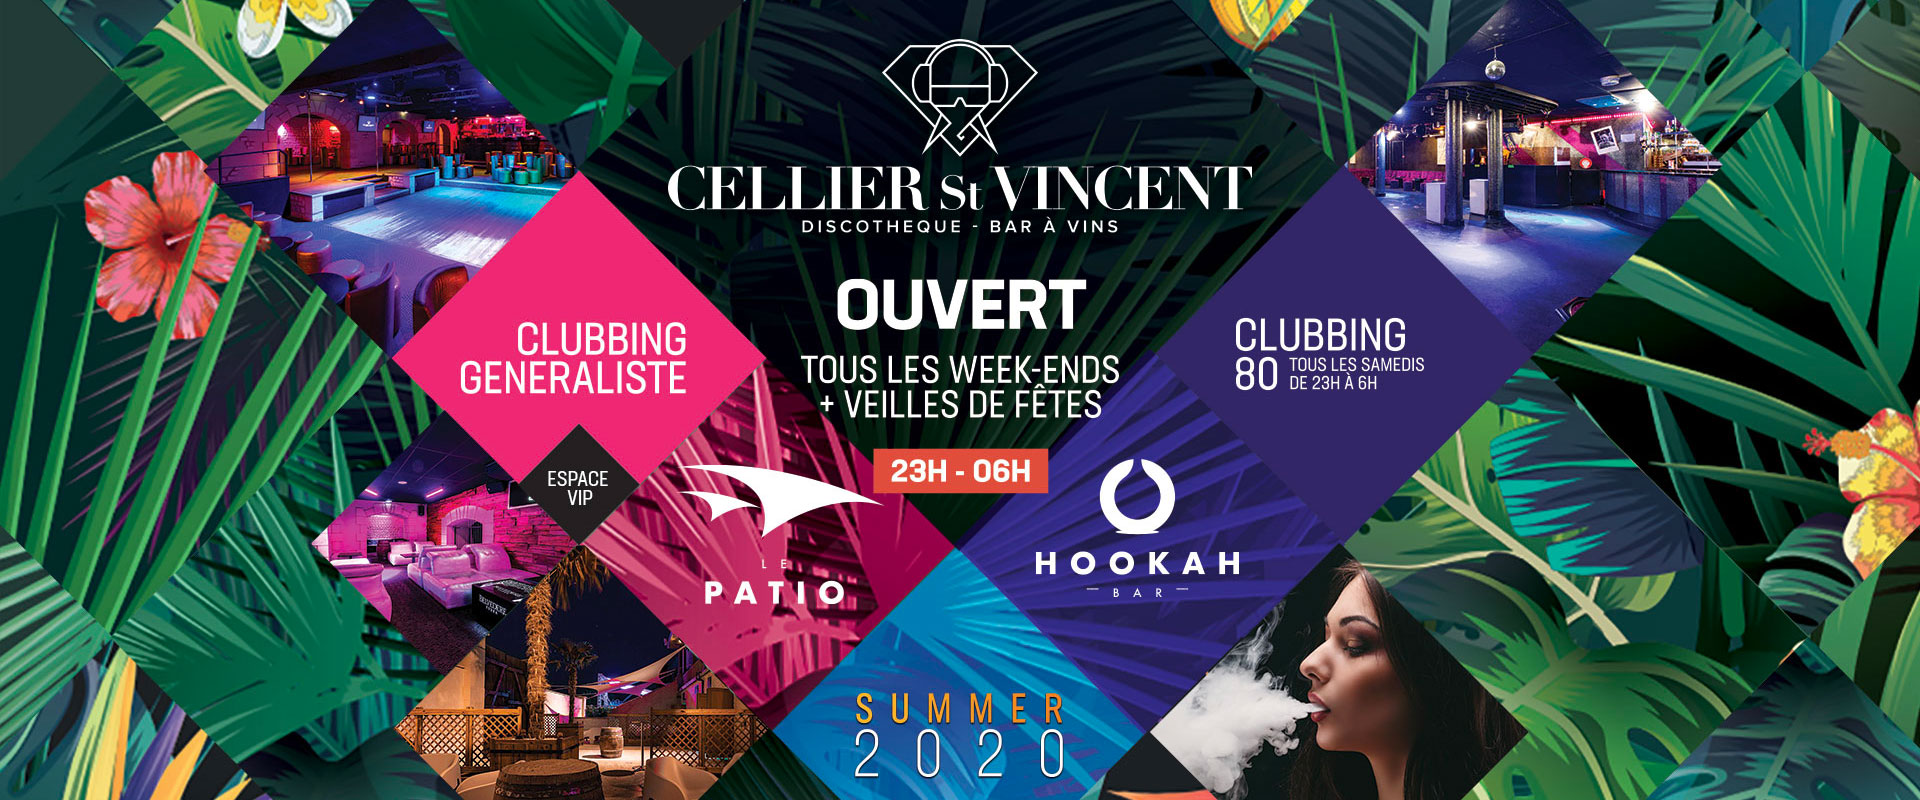 CELLIER St VINCENT
DISCOTHEQUE - BAR À VINS
OUVERT
TOUS LES WEEK-ENDS
+ VEILLES DE FÊTES
23H - 06H
CLUBBING
GENERALISTE
ESPACE
VIP
CLUBBING
80 TOUS LES SAMEDIS
DE 23H À 6H
LE
PATIO
HOOKAH
BAR
SUMMER
2020
BELVEDERE